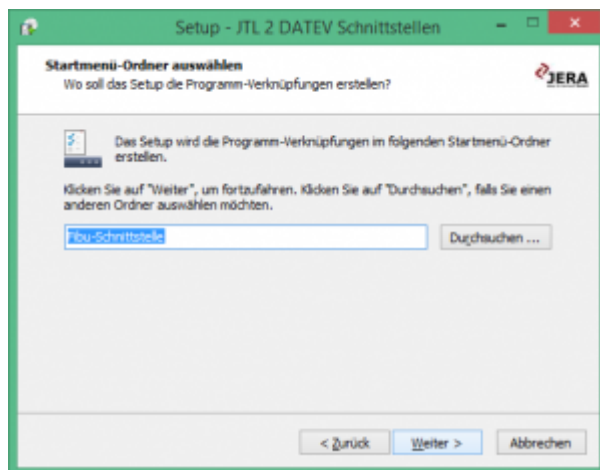 Setup - JTL 2 DATEV Schnittstellen
Startmenü-Ordner auswählen
Wo soll das Setup die Programm-Verknüpfungen erstellen?
JERA
Das Setup wird die Programm-Verknüpfungen im folgenden Startmenü-Ordner
erstellen.
Klicken Sie auf "Weiter", um fortzufahren. Klicken Sie auf "Durchsuchen", falls Sie einen
anderen Ordner auswählen möchten.
Fibu-Schnittstelle
Durchsuchen ...
< Zurück
Weiter >
Abbrechen